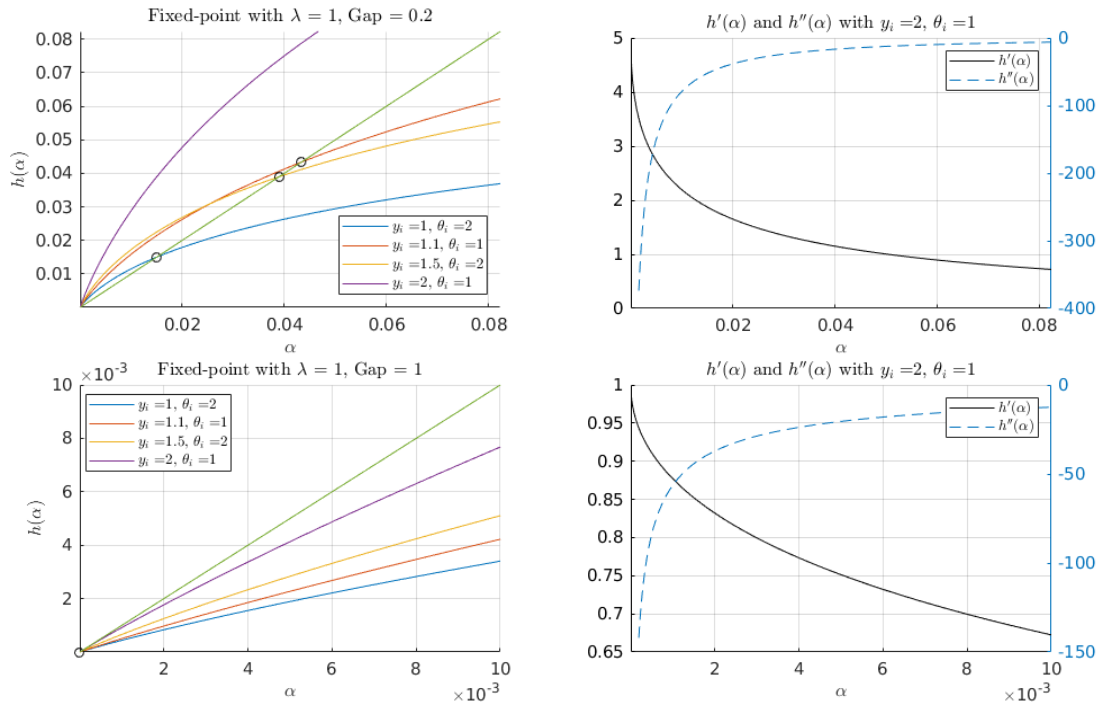 Fixed-point with λ = 1, Gap = 0.2
h(α)
0.08
0.07
0.06
0.05
0.04
0.03
0.02
0.01
0.02
0.04
0.06
0.08
α
y_i =1, θ_i =2
y_i =1.1, θ_i =1
y_i =1.5, θ_i =2
y_i =2, θ_i =1
h′(α) and h″(α) with y_i =2, θ_i =1
5
4
3
2
1
0
0.02
0.04
0.06
0.08
α
0
-100
-200
-300
-400
h′(α)
h″(α)
×10⁻³
Fixed-point with λ = 1, Gap = 1
h(α)
10
8
6
4
2
2
4
6
8
10
α
×10⁻³
y_i =1, θ_i =2
y_i =1.1, θ_i =1
y_i =1.5, θ_i =2
y_i =2, θ_i =1
h′(α) and h″(α) with y_i =2, θ_i =1
1
0.95
0.9
0.85
0.8
0.75
0.7
0.65
2
4
6
8
10
α
×10⁻³
0
-50
-100
-150
h′(α)
h″(α)